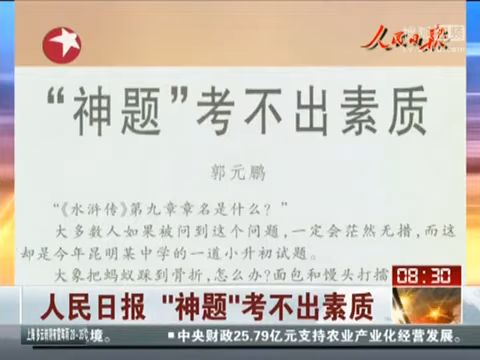 人民日报
“神题”考不出素质
郭元鹏
“《水浒传》第九章章名是什么？”
大多数人如果被问到这个问题，一定会茫然无措，而这
却是今年昆明某中学的一道小升初试题。
大象把蚂蚁踩到骨折，怎么办？面包和馒头打擂
08:30
人民日报 "神题"考不出素质
境。 ■中央财政25.79亿元支持农业产业化经营发展。